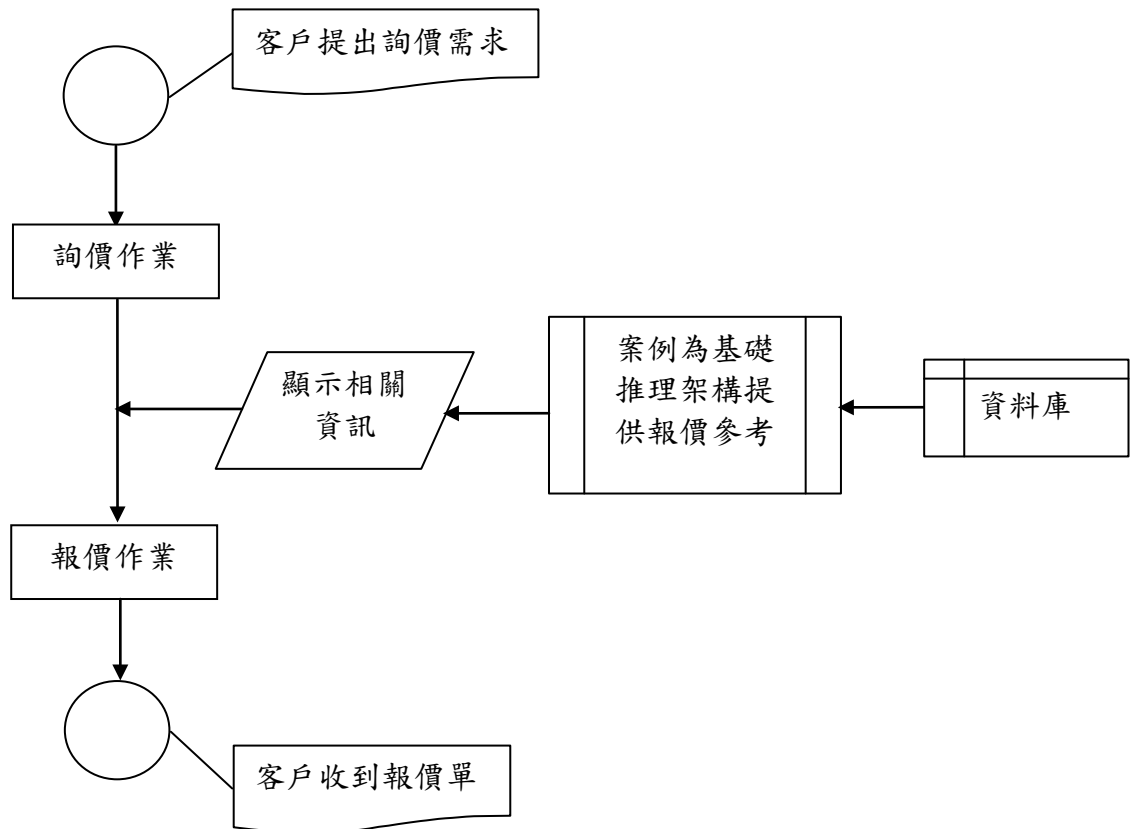 客戶提出詢價需求
詢價作業
顯示相關
資訊
案例為基礎
推理架構提
供報價參考
資料庫
報價作業
客戶收到報價單